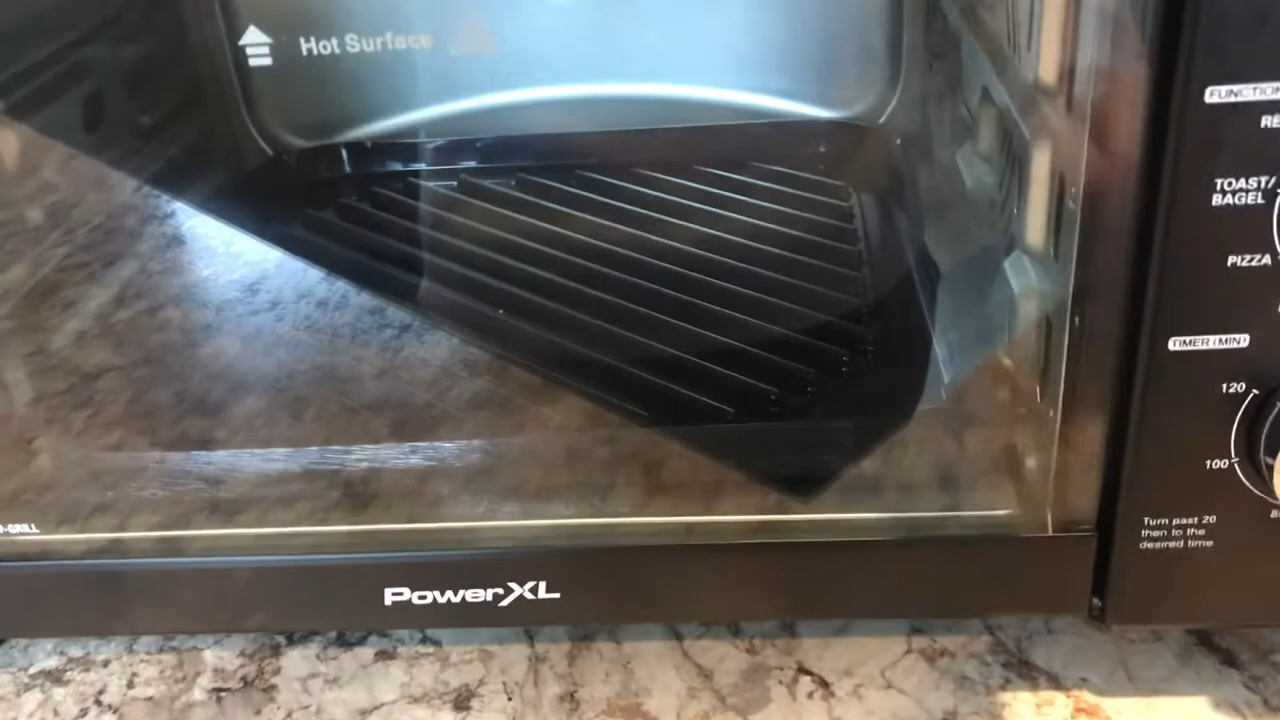 Hot Surface
FUNCTION
TOAST/
BAGEL
PIZZA
TIMER (MIN)
120
100
-GRILL
Turn past 20
then to the
desired time
PowerXL